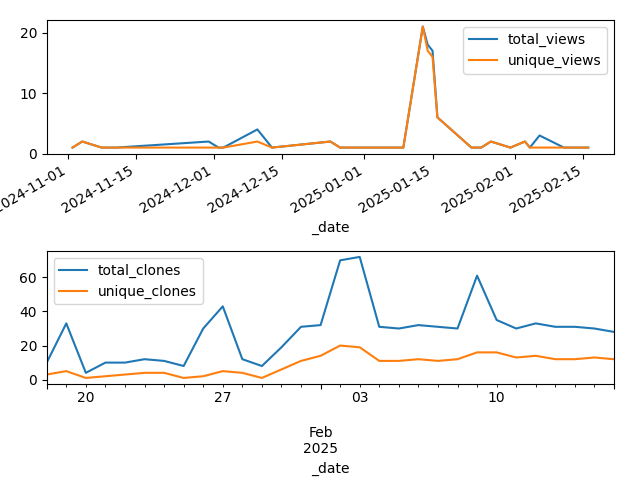 20
10
0
total_views
unique_views
2024-11-01
2024-11-15
2024-12-01
2024-12-15
2025-01-01
2025-01-15
2025-02-01
2025-02-15
_date
60
40
20
0
total_clones
unique_clones
20
27
03
10
Feb
2025
_date